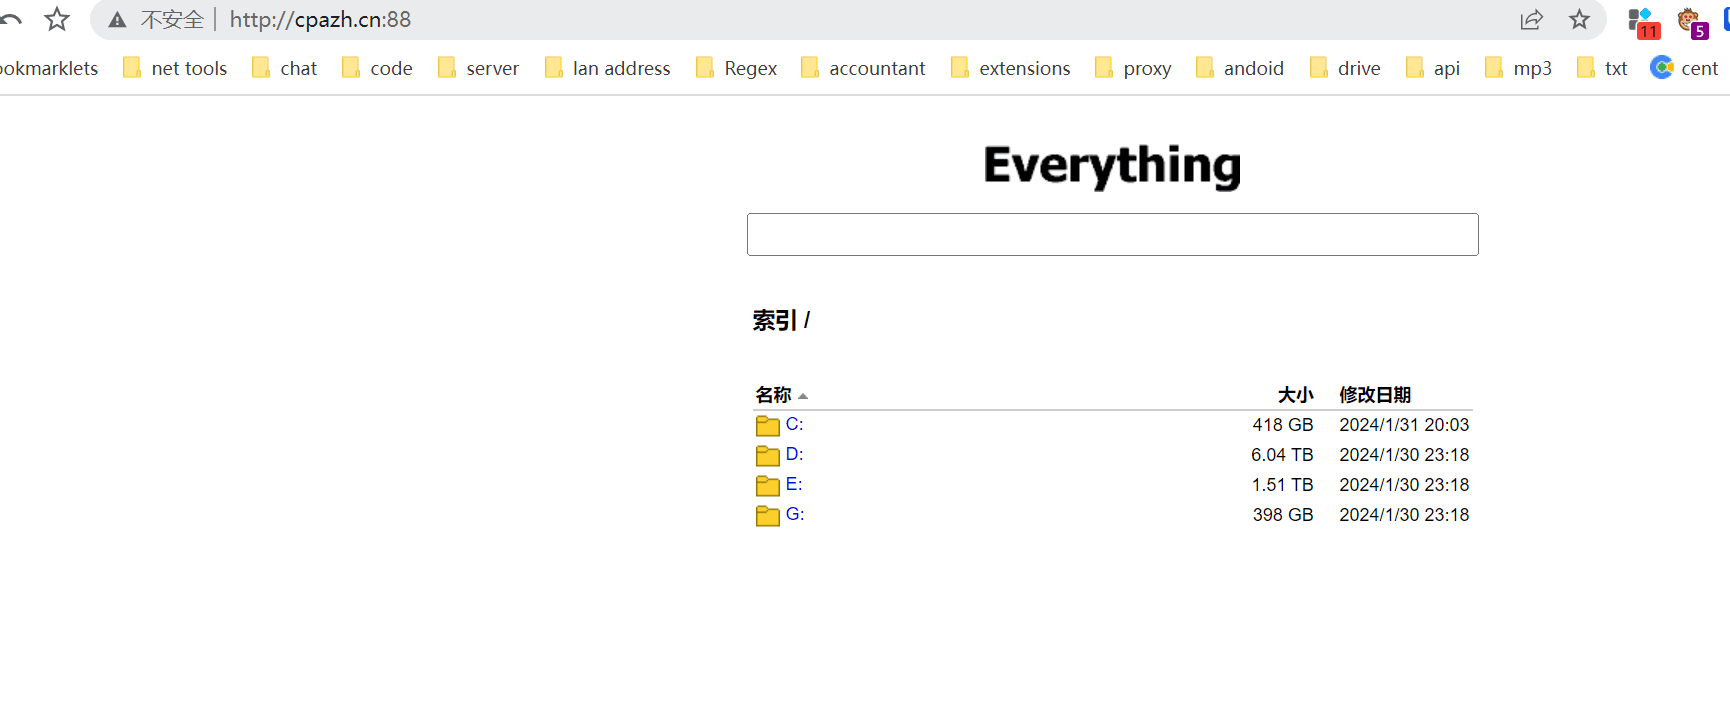 不安全 | http://cpazh.cn:88
11 5
ookmarklets net tools chat code server lan address Regex accountant extensions proxy andoid drive api mp3 txt cent
Everything
索引 /
名称 大小 修改日期
C: 418 GB 2024/1/31 20:03
D: 6.04 TB 2024/1/30 23:18
E: 1.51 TB 2024/1/30 23:18
G: 398 GB 2024/1/30 23:18